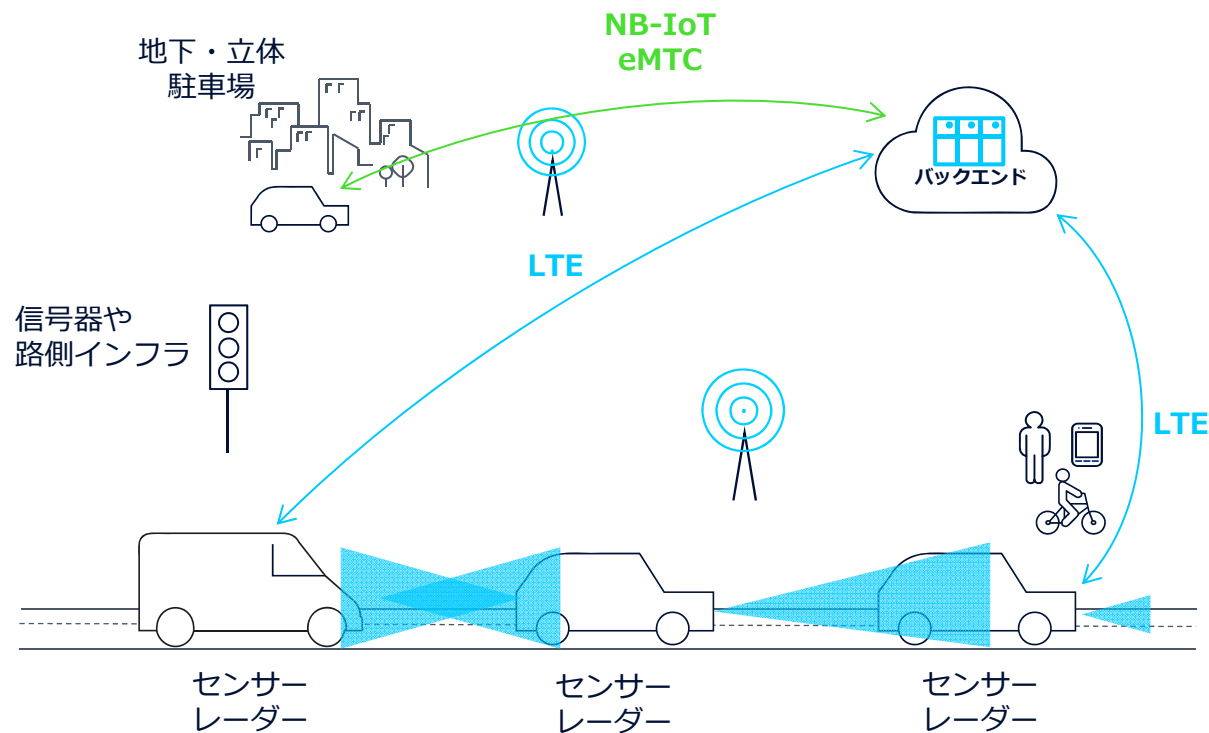 NB-IoT
eMTC
地下・立体
駐車場
バックエンド
LTE
信号器や
路側インフラ
LTE
センサー
レーダー
センサー
レーダー
センサー
レーダー